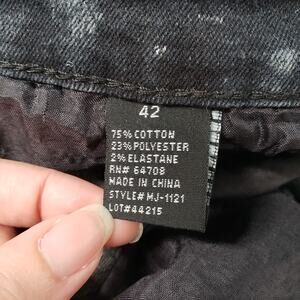 42
75% COTTON
23% POLYESTER
2% ELASTANE
RN# 64708
MADE IN CHINA
STYLE# MJ-1121
LOT#44215